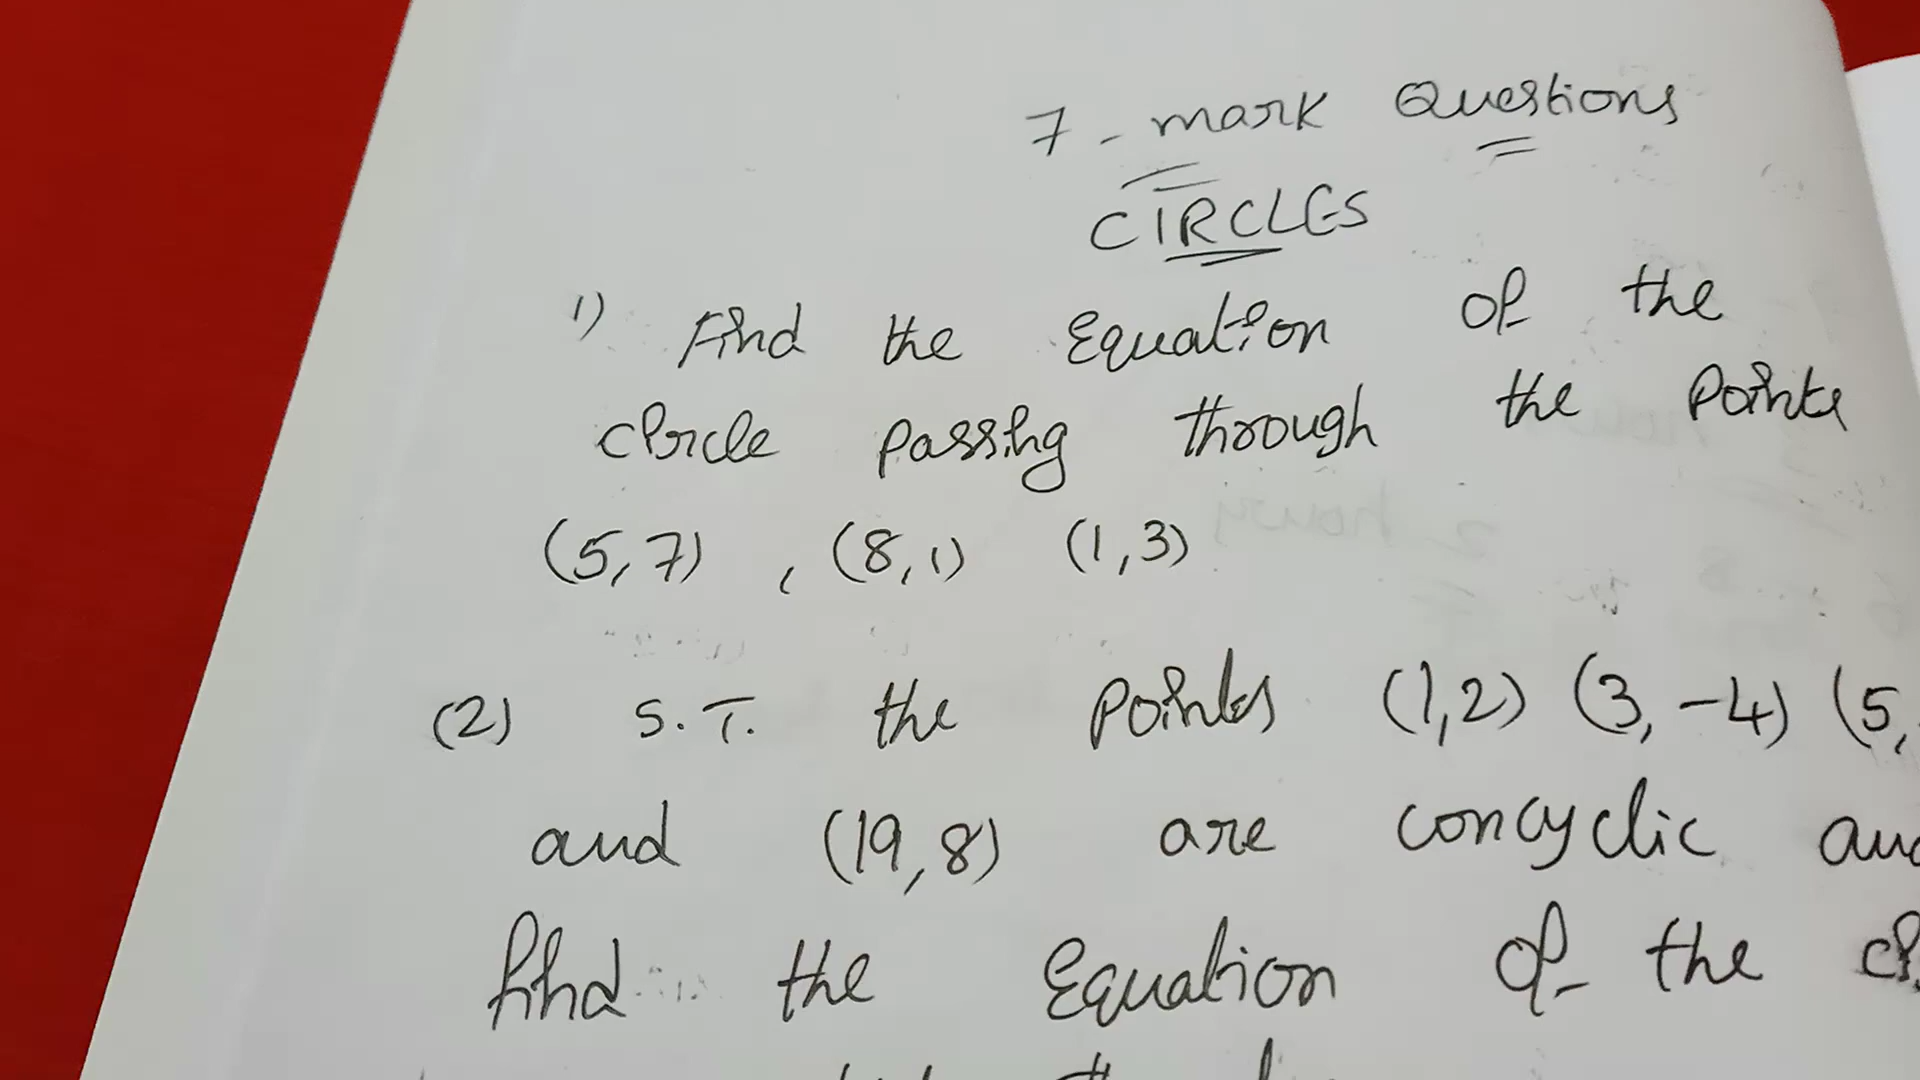 7 - mark Questions
CIRCLES
1) Find the Equation of the
circle passing through the points
(5,7) , (8,1) (1,3)
(2) S.T. the points (1,2) (3,-4) (5,
and (19,8) are concyclic
find the Equation of the